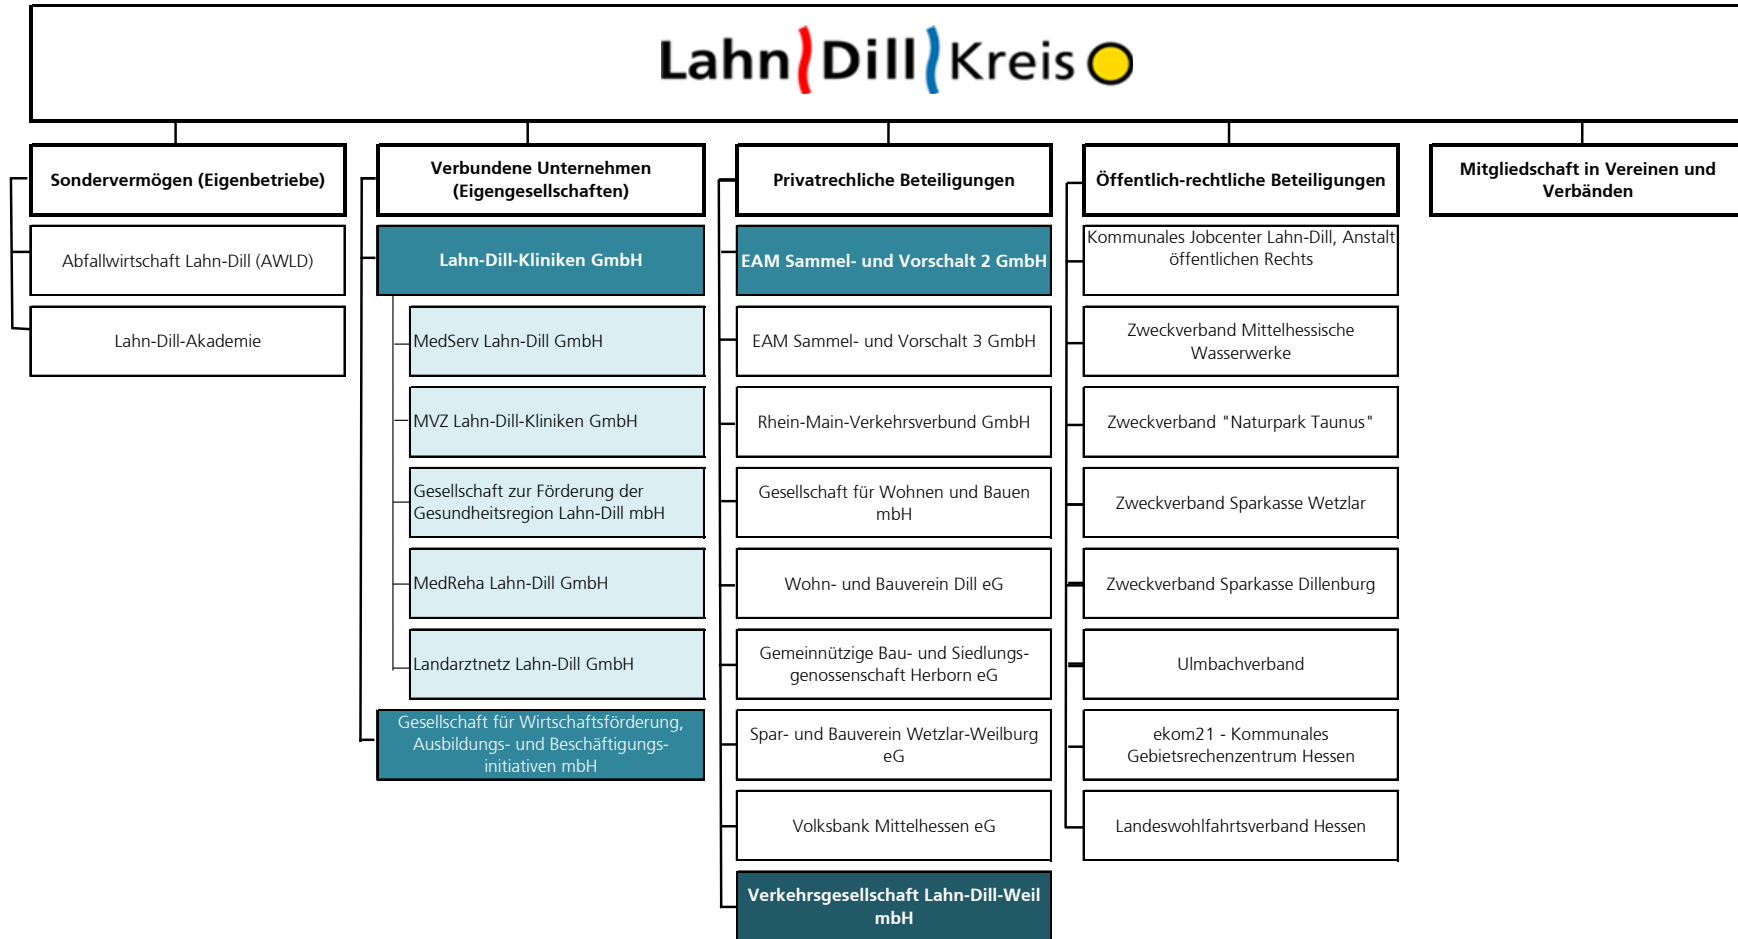 Lahn Dill Kreis
Sondervermögen (Eigenbetriebe)
Abfallwirtschaft Lahn-Dill (AWLD)
Lahn-Dill-Akademie
Verbundene Unternehmen
(Eigengesellschaften)
Lahn-Dill-Kliniken GmbH
MedServ Lahn-Dill GmbH
MVZ Lahn-Dill-Kliniken GmbH
Gesellschaft zur Förderung der
Gesundheitsregion Lahn-Dill mbH
MedReha Lahn-Dill GmbH
Landarztnetz Lahn-Dill GmbH
Gesellschaft für Wirtschaftsförderung,
Ausbildungs- und Beschäftigungs-
initiativen mbH
Privatrechliche Beteiligungen
EAM Sammel- und Vorschalt 2 GmbH
EAM Sammel- und Vorschalt 3 GmbH
Rhein-Main-Verkehrsverbund GmbH
Gesellschaft für Wohnen und Bauen
mbH
Wohn- und Bauverein Dill eG
Gemeinnützige Bau- und Siedlungs-
genossenschaft Herborn eG
Spar- und Bauverein Wetzlar-Weilburg
eG
Volksbank Mittelhessen eG
Verkehrsgesellschaft Lahn-Dill-Weil
mbH
Öffentlich-rechtliche Beteiligungen
Kommunales Jobcenter Lahn-Dill, Anstalt
öffentlichen Rechts
Zweckverband Mittelhessische
Wasserwerke
Zweckverband "Naturpark Taunus"
Zweckverband Sparkasse Wetzlar
Zweckverband Sparkasse Dillenburg
Ulmbachverband
ekom21 - Kommunales
Gebietsrechenzentrum Hessen
Landeswohlfahrtsverband Hessen
Mitgliedschaft in Vereinen und
Verbänden